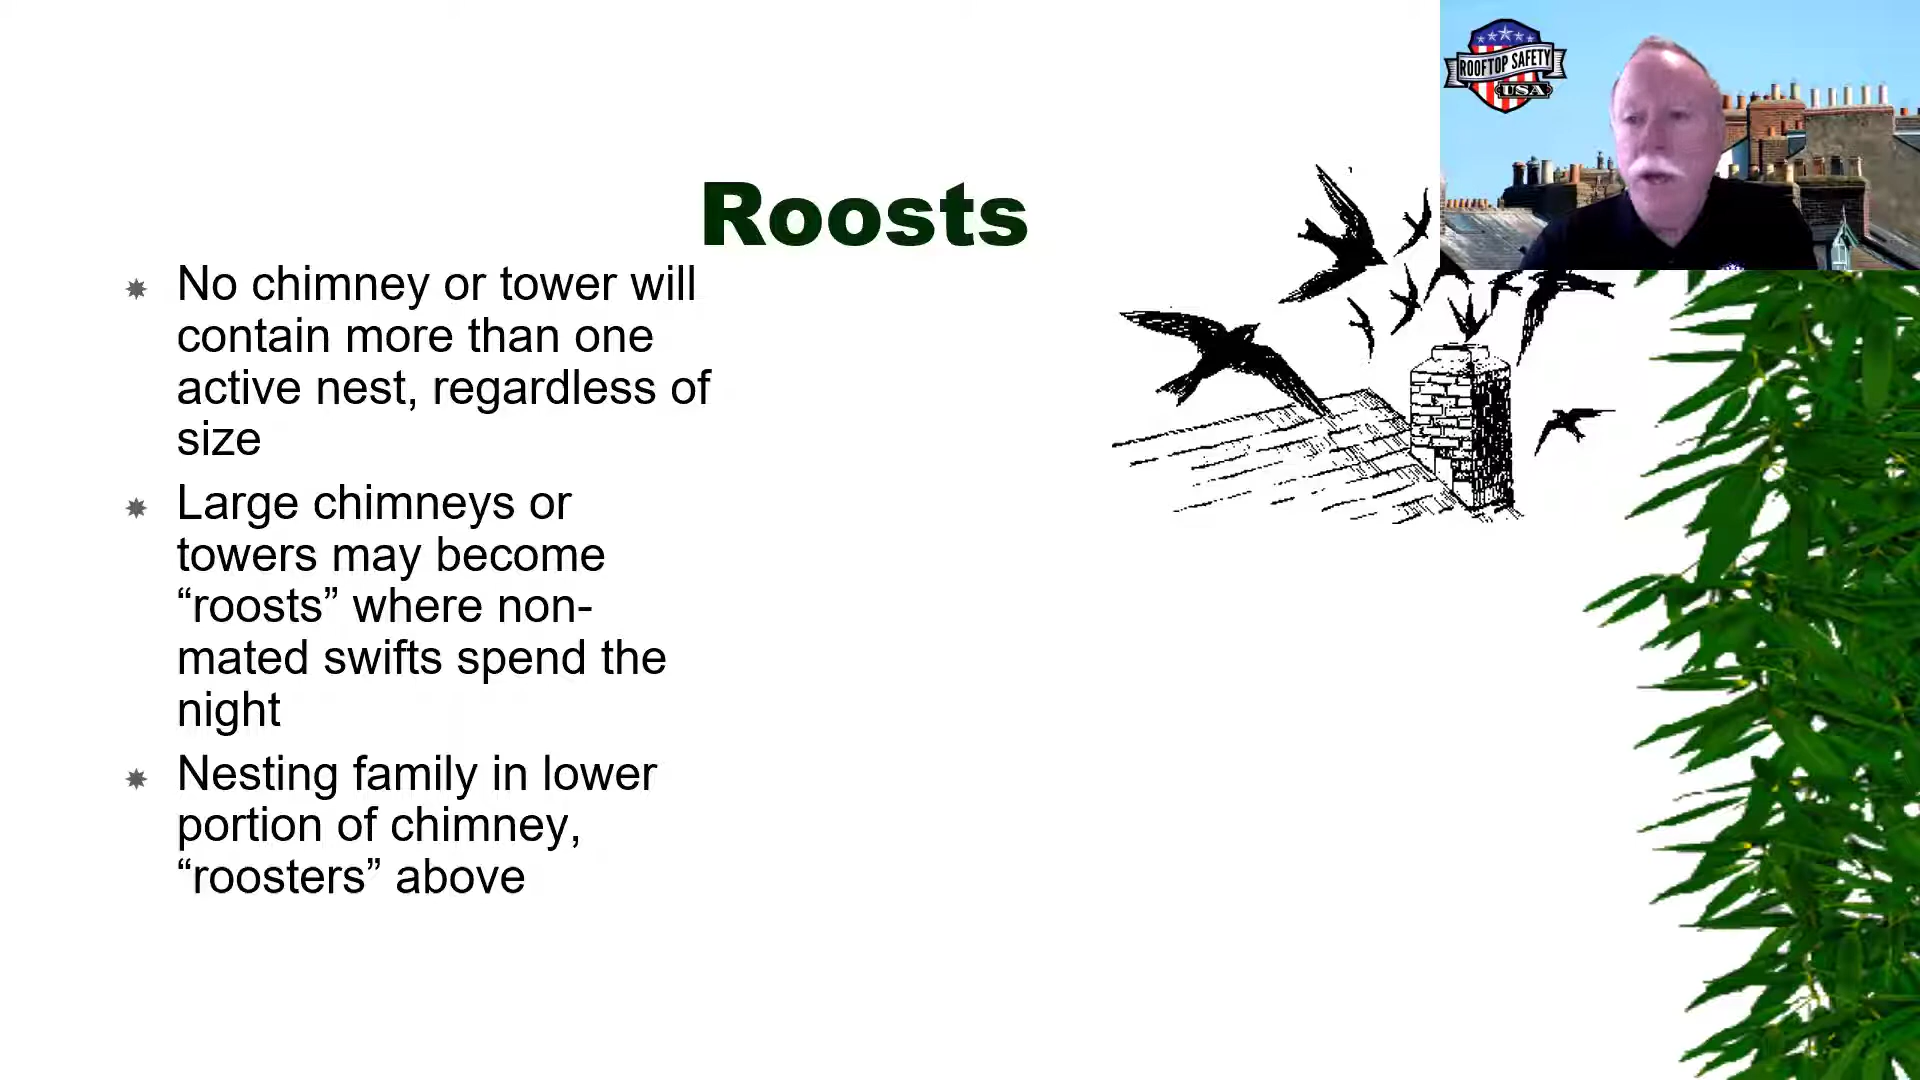 ROOFTOP SAFETY
USA
Roosts
No chimney or tower will
contain more than one
active nest, regardless of
size
Large chimneys or
towers may become
“roosts” where non-
mated swifts spend the
night
Nesting family in lower
portion of chimney,
“roosters” above